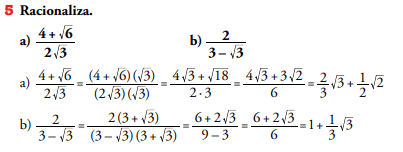 5 Racionaliza.
a) (4 + √6)/(2√3) b) 2/(3 – √3)
a) (4 + √6)/(2√3) = ((4 + √6)(√3))/((2√3)(√3)) = (4√3 + √18)/(2 · 3) = (4√3 + 3√2)/6 = 2/3 √3 + 1/2 √2
b) 2/(3 – √3) = (2(3 + √3))/((3 – √3)(3 + √3)) = (6 + 2√3)/(9 – 3) = (6 + 2√3)/6 = 1 + 1/3 √3